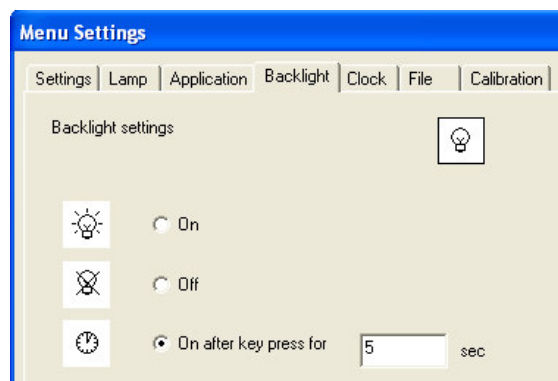 Menu Settings
Settings Lamp Application Backlight Clock File Calibration
Backlight settings
On
Off
On after key press for 5 sec